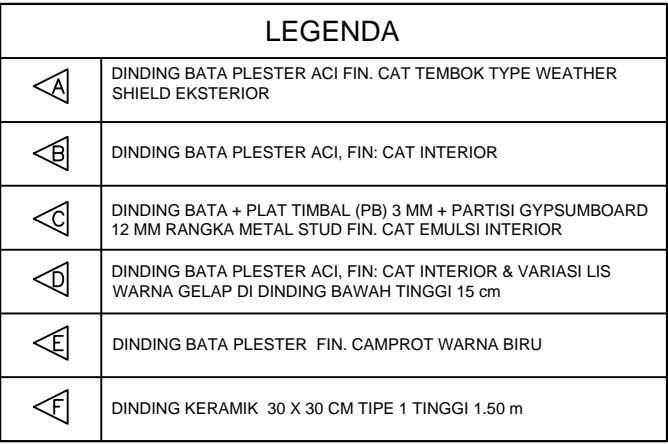 LEGENDA
A
DINDING BATA PLESTER ACI FIN. CAT TEMBOK TYPE WEATHER
SHIELD EKSTERIOR
B
DINDING BATA PLESTER ACI, FIN: CAT INTERIOR
C
DINDING BATA + PLAT TIMBAL (PB) 3 MM + PARTISI GYPSUMBOARD
12 MM RANGKA METAL STUD FIN. CAT EMULSI INTERIOR
D
DINDING BATA PLESTER ACI, FIN: CAT INTERIOR & VARIASI LIS
WARNA GELAP DI DINDING BAWAH TINGGI 15 cm
E
DINDING BATA PLESTER FIN. CAMPROT WARNA BIRU
F
DINDING KERAMIK 30 X 30 CM TIPE 1 TINGGI 1.50 m